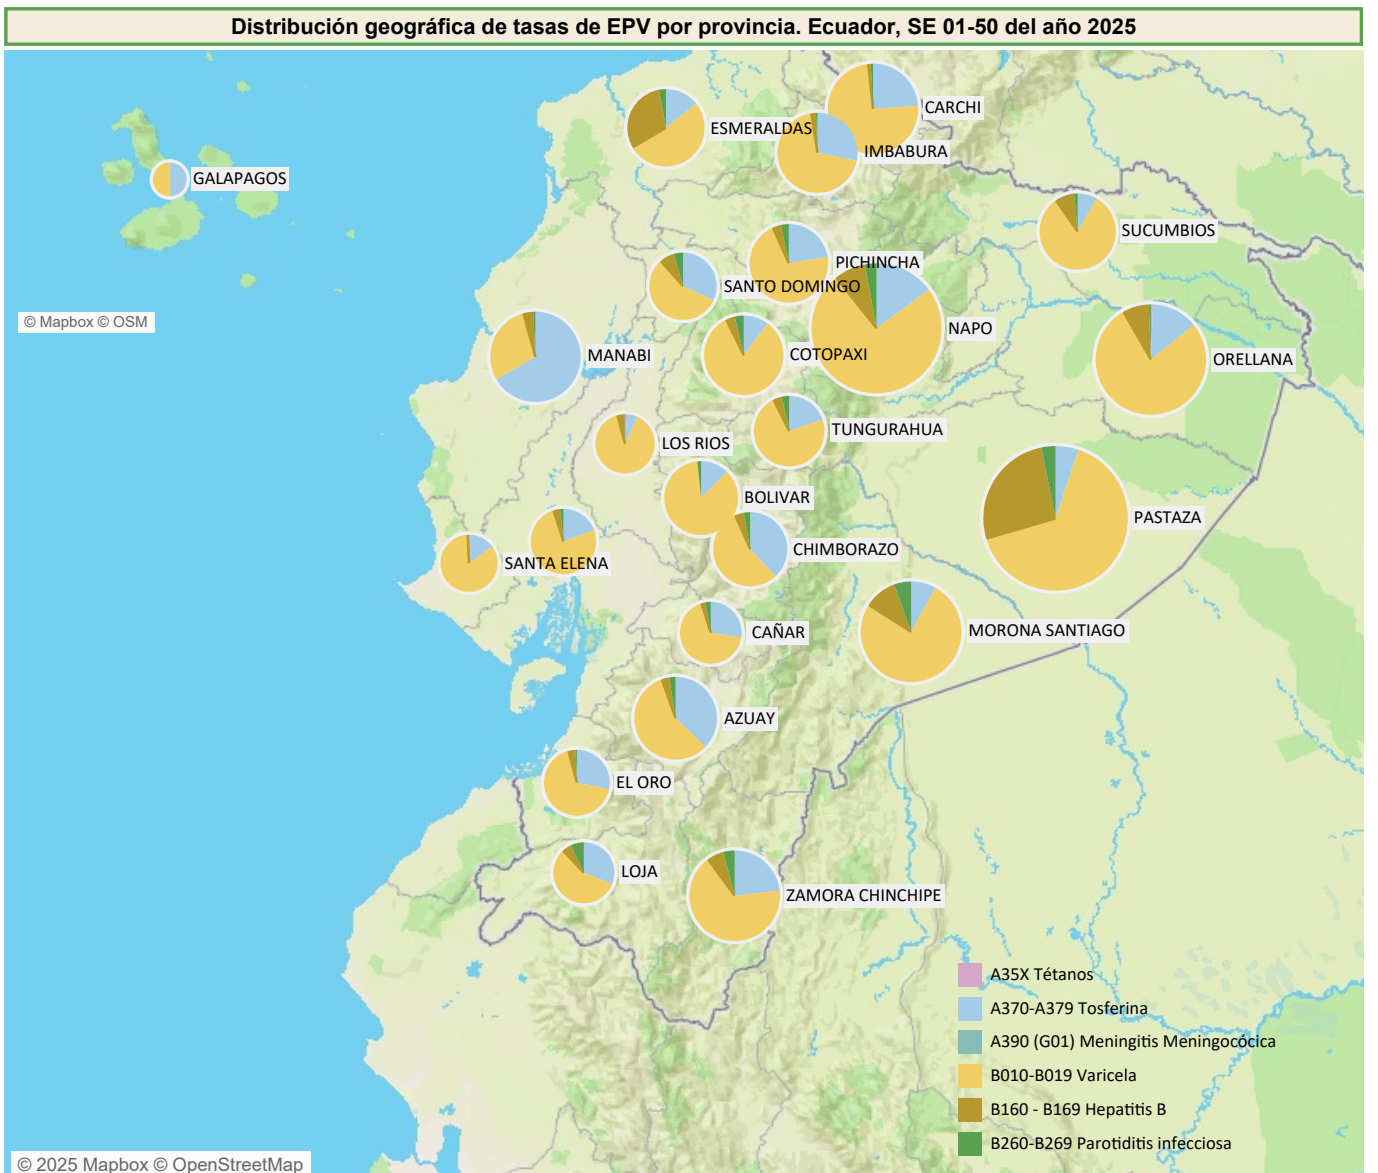 Distribución geográfica de tasas de EPV por provincia. Ecuador, SE 01-50 del año 2025
CARCHI
ESMERALDAS
IMBABURA
GALAPAGOS
SUCUMBIOS
PICHINCHA
SANTO DOMINGO
© Mapbox © OSM
NAPO
MANABI
COTOPAXI
ORELLANA
TUNGURAHUA
LOS RIOS
BOLIVAR
PASTAZA
CHIMBORAZO
SANTA ELENA
CAÑAR
MORONA SANTIAGO
AZUAY
EL ORO
LOJA
ZAMORA CHINCHIPE
A35X Tétanos
A370-A379 Tosferina
A390 (G01) Meningitis Meningocócica
B010-B019 Varicela
B160 - B169 Hepatitis B
B260-B269 Parotiditis infecciosa
© 2025 Mapbox © OpenStreetMap